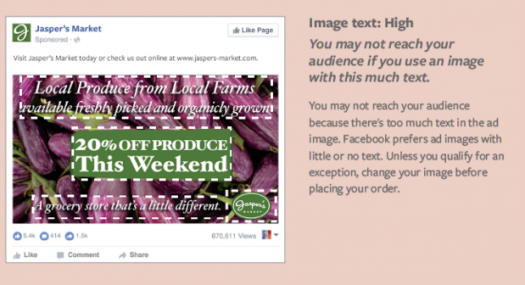 Jasper's Market
Sponsored ·
Like Page
Visit Jasper's Market today or check us out online at www.jaspers-market.com.
Local Produce from Local Farms
available freshly picked and organicly grown
20% OFF PRODUCE
This Weekend
A grocery store that's a little different.
Jasper's
MARKET
5.4k 414 1.5k
670,611 Views
Like Comment Share
Image text: High
You may not reach your
audience if you use an image
with this much text.
You may not reach your audience
because there's too much text in the ad
image. Facebook prefers ad images with
little or no text. Unless you qualify for an
exception, change your image before
placing your order.